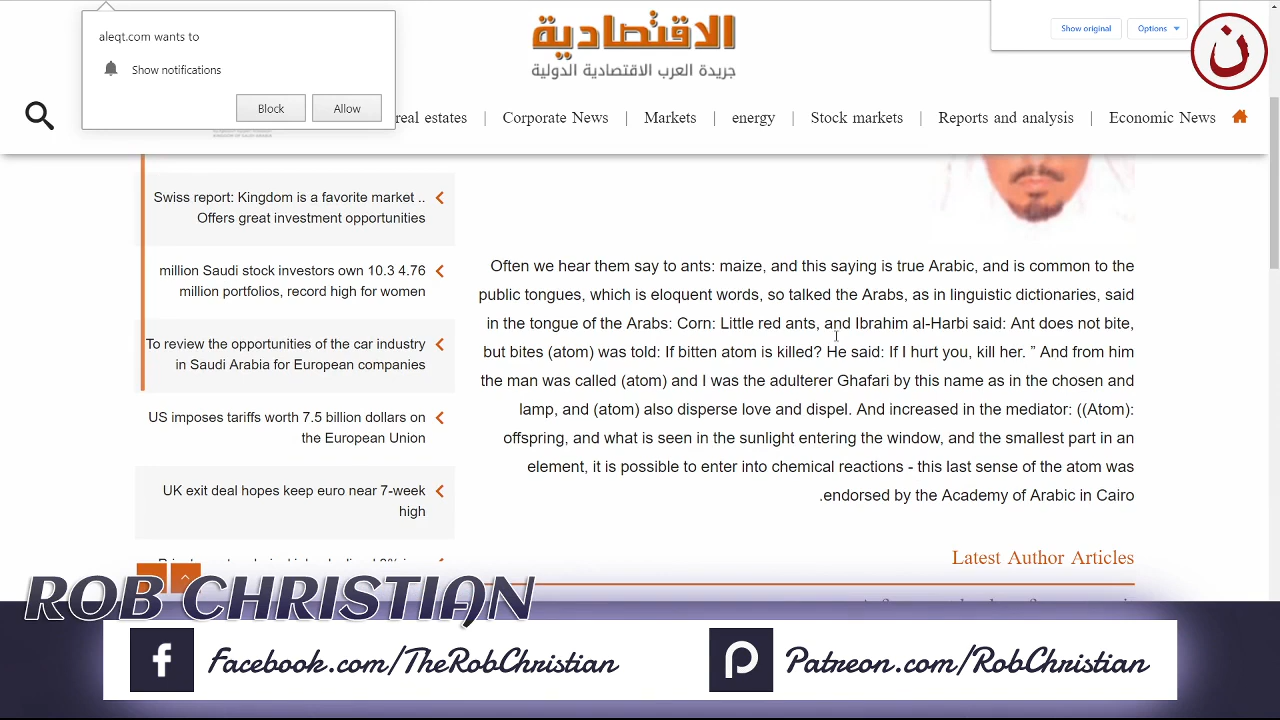 aleqt.com wants to
Show notifications
Block
Allow
الاقتصادية
جريدة العرب الاقتصادية الدولية
Show original
Options
ن
real estates | Corporate News | Markets | energy | Stock markets | Reports and analysis | Economic News
Swiss report: Kingdom is a favorite market ..
Offers great investment opportunities
million Saudi stock investors own 10.3 4.76
million portfolios, record high for women
To review the opportunities of the car industry
in Saudi Arabia for European companies
US imposes tariffs worth 7.5 billion dollars on
the European Union
UK exit deal hopes keep euro near 7-week
high
Often we hear them say to ants: maize, and this saying is true Arabic, and is common to the
public tongues, which is eloquent words, so talked the Arabs, as in linguistic dictionaries, said
in the tongue of the Arabs: Corn: Little red ants, and Ibrahim al-Harbi said: Ant does not bite,
but bites (atom) was told: If bitten atom is killed? He said: If I hurt you, kill her. ” And from him
the man was called (atom) and I was the adulterer Ghafari by this name as in the chosen and
lamp, and (atom) also disperse love and dispel. And increased in the mediator: ((Atom):
offspring, and what is seen in the sunlight entering the window, and the smallest part in an
element, it is possible to enter into chemical reactions - this last sense of the atom was
.endorsed by the Academy of Arabic in Cairo
Latest Author Articles
ROB CHRISTIAN
Facebook.com/TheRobChristian
Patreon.com/RobChristian